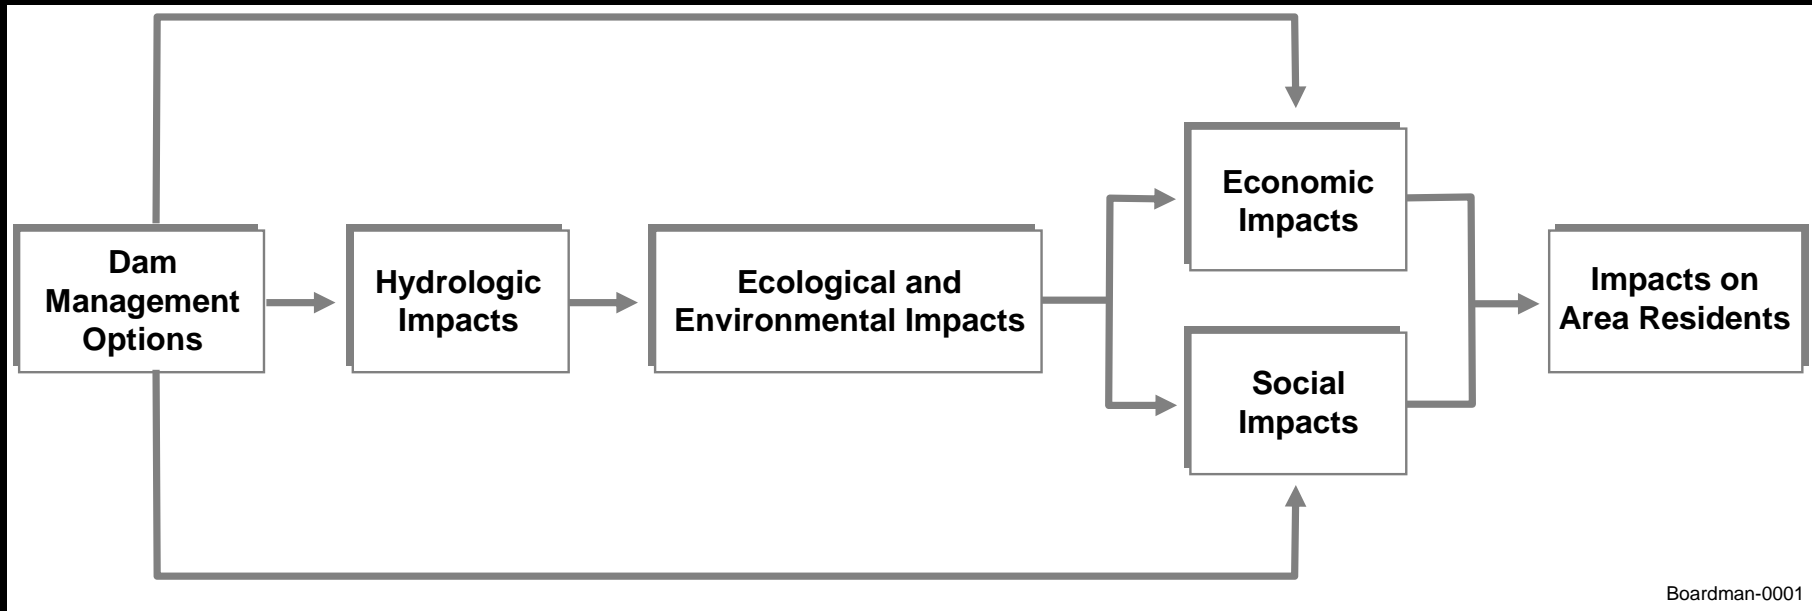 Dam
Management
Options
Hydrologic
Impacts
Ecological and
Environmental Impacts
Economic
Impacts
Social
Impacts
Impacts on
Area Residents
Boardman-0001